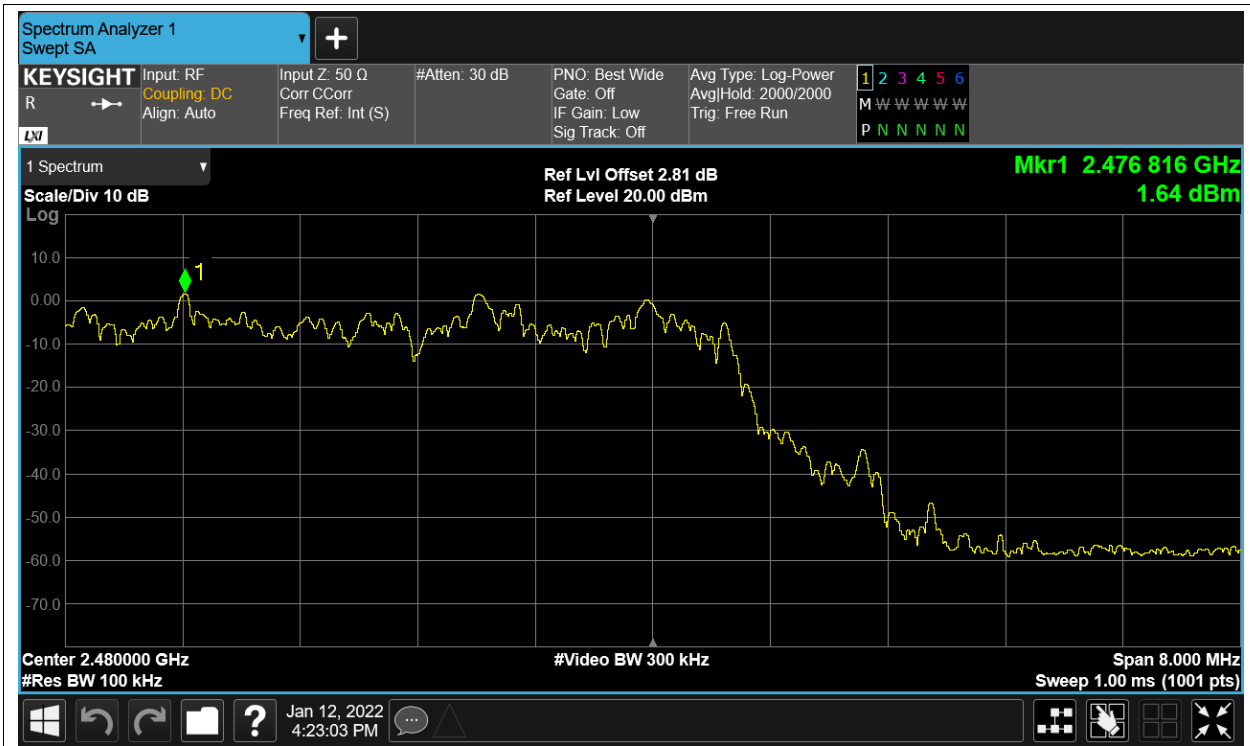 Spectrum Analyzer 1
Swept SA
+
KEYSIGHT
R
LXI
Input: RF
Coupling: DC
Align: Auto
Input Z: 50 Ω
Corr CCorr
Freq Ref: Int (S)
#Atten: 30 dB
PNO: Best Wide
Gate: Off
IF Gain: Low
Sig Track: Off
Avg Type: Log-Power
Avg|Hold: 2000/2000
Trig: Free Run
1 2 3 4 5 6
M W W W W W
P N N N N N
1 Spectrum
Scale/Div 10 dB
Log
Ref Lvl Offset 2.81 dB
Ref Level 20.00 dBm
Mkr1 2.476 816 GHz
1.64 dBm
1
10.0
0.00
-10.0
-20.0
-30.0
-40.0
-50.0
-60.0
-70.0
Center 2.480000 GHz
#Res BW 100 kHz
#Video BW 300 kHz
Span 8.000 MHz
Sweep 1.00 ms (1001 pts)
?
Jan 12, 2022
4:23:03 PM